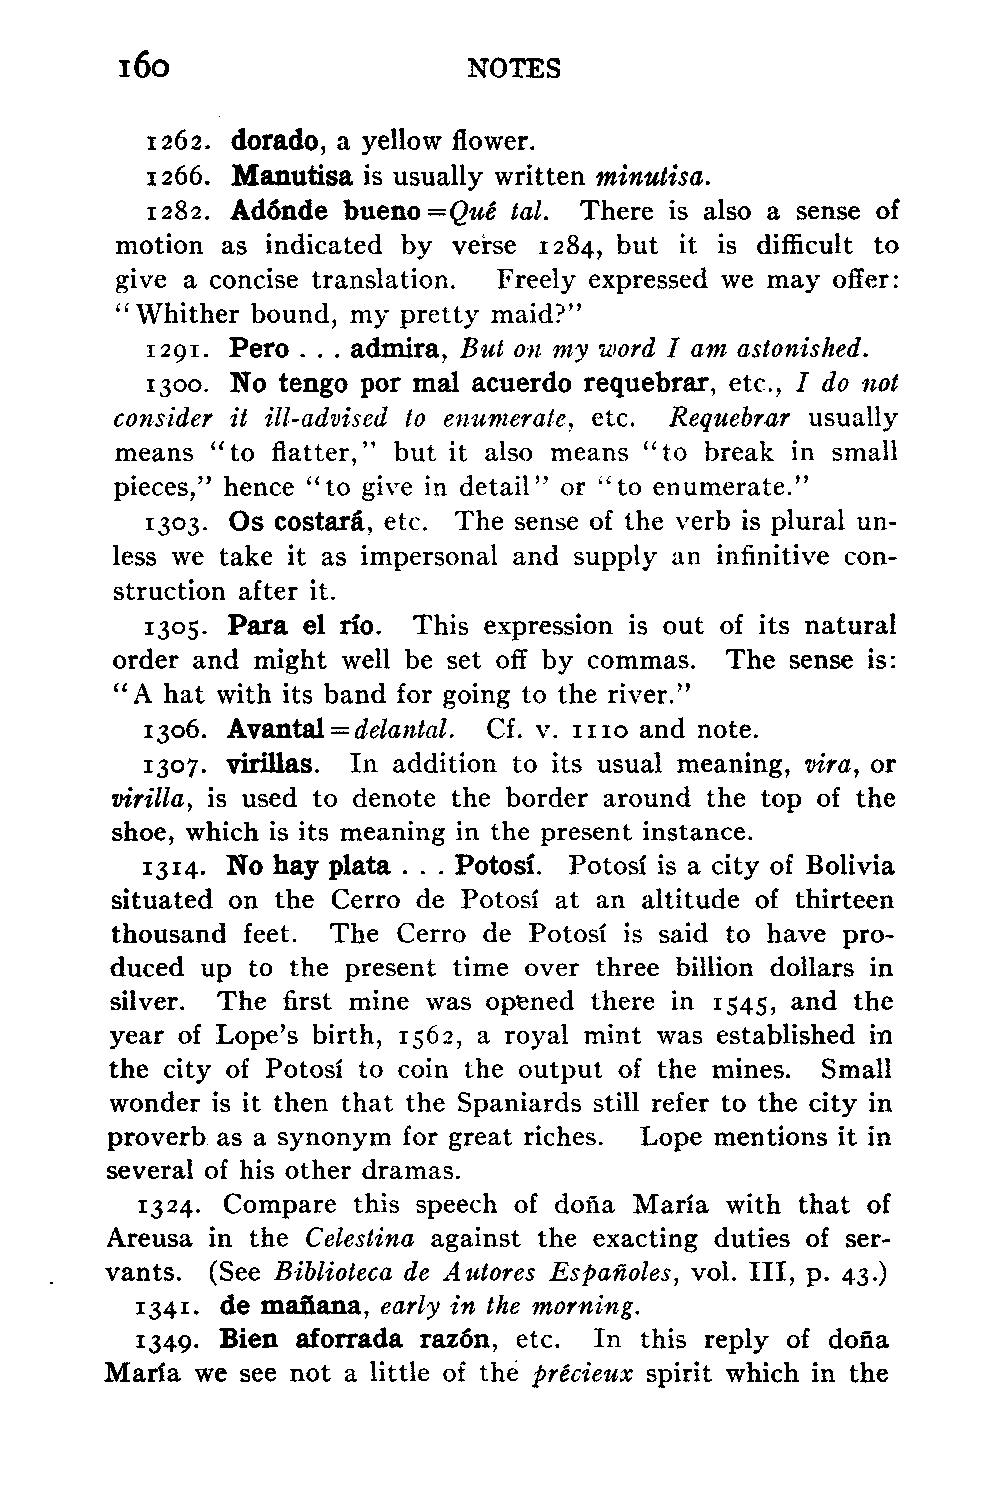 160 NOTES
1262. dorado, a yellow flower.
1266. Manutisa is usually written minutisa.
1282. Adónde bueno=Qué tal. There is also a sense of
motion as indicated by verse 1284, but it is difficult to
give a concise translation. Freely expressed we may offer:
"Whither bound, my pretty maid?"
1291. Pero . . . admira, But on my word I am astonished.
1300. No tengo por mal acuerdo requebrar, etc., I do not
consider it ill-advised to enumerate, etc. Requebrar usually
means "to flatter," but it also means "to break in small
pieces," hence "to give in detail" or "to enumerate."
1303. Os costará, etc. The sense of the verb is plural un-
less we take it as impersonal and supply an infinitive con-
struction after it.
1305. Para el río. This expression is out of its natural
order and might well be set off by commas. The sense is:
"A hat with its band for going to the river."
1306. Avantal=delantal. Cf. v. 1110 and note.
1307. virillas. In addition to its usual meaning, vira, or
virilla, is used to denote the border around the top of the
shoe, which is its meaning in the present instance.
1314. No hay plata . . . Potosí. Potosí is a city of Bolivia
situated on the Cerro de Potosí at an altitude of thirteen
thousand feet. The Cerro de Potosí is said to have pro-
duced up to the present time over three billion dollars in
silver. The first mine was opened there in 1545, and the
year of Lope's birth, 1562, a royal mint was established in
the city of Potosí to coin the output of the mines. Small
wonder is it then that the Spaniards still refer to the city in
proverb as a synonym for great riches. Lope mentions it in
several of his other dramas.
1324. Compare this speech of doña María with that of
Areusa in the Celestina against the exacting duties of ser-
vants. (See Biblioteca de Autores Españoles, vol. III, p. 43.)
1341. de mañana, early in the morning.
1349. Bien aforrada razón, etc. In this reply of doña
María we see not a little of the précieux spirit which in the